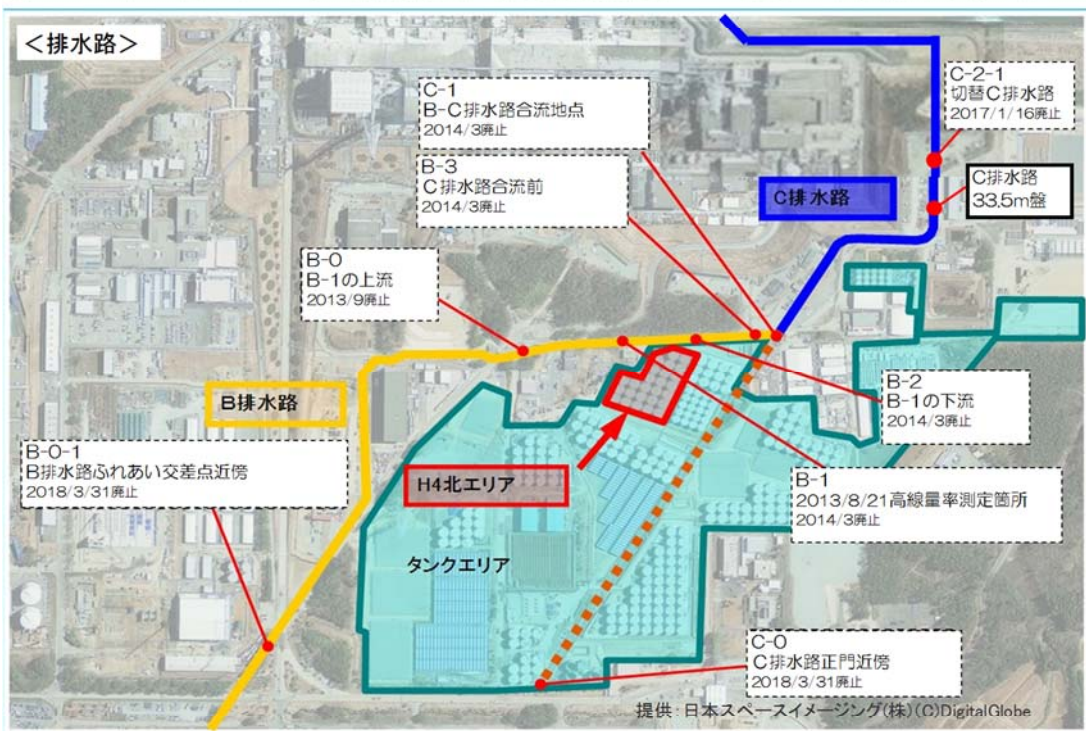 ＜排水路＞
C-1
B-C排水路合流地点
2014/3廃止
C-2-1
切替C排水路
2017/1/16廃止
B-3
C排水路合流前
2014/3廃止
C排水路
C排水路
33.5m盤
B-0
B-1の上流
2013/9廃止
B-2
B-1の下流
2014/3廃止
B排水路
B-0-1
B排水路ふれあい交差点近傍
2018/3/31廃止
H4北エリア
B-1
2013/8/21高線量率測定箇所
2014/3廃止
タンクエリア
C-0
C排水路正門近傍
2018/3/31廃止
提供：日本スペースイメージング(株)(C)DigitalGlobe